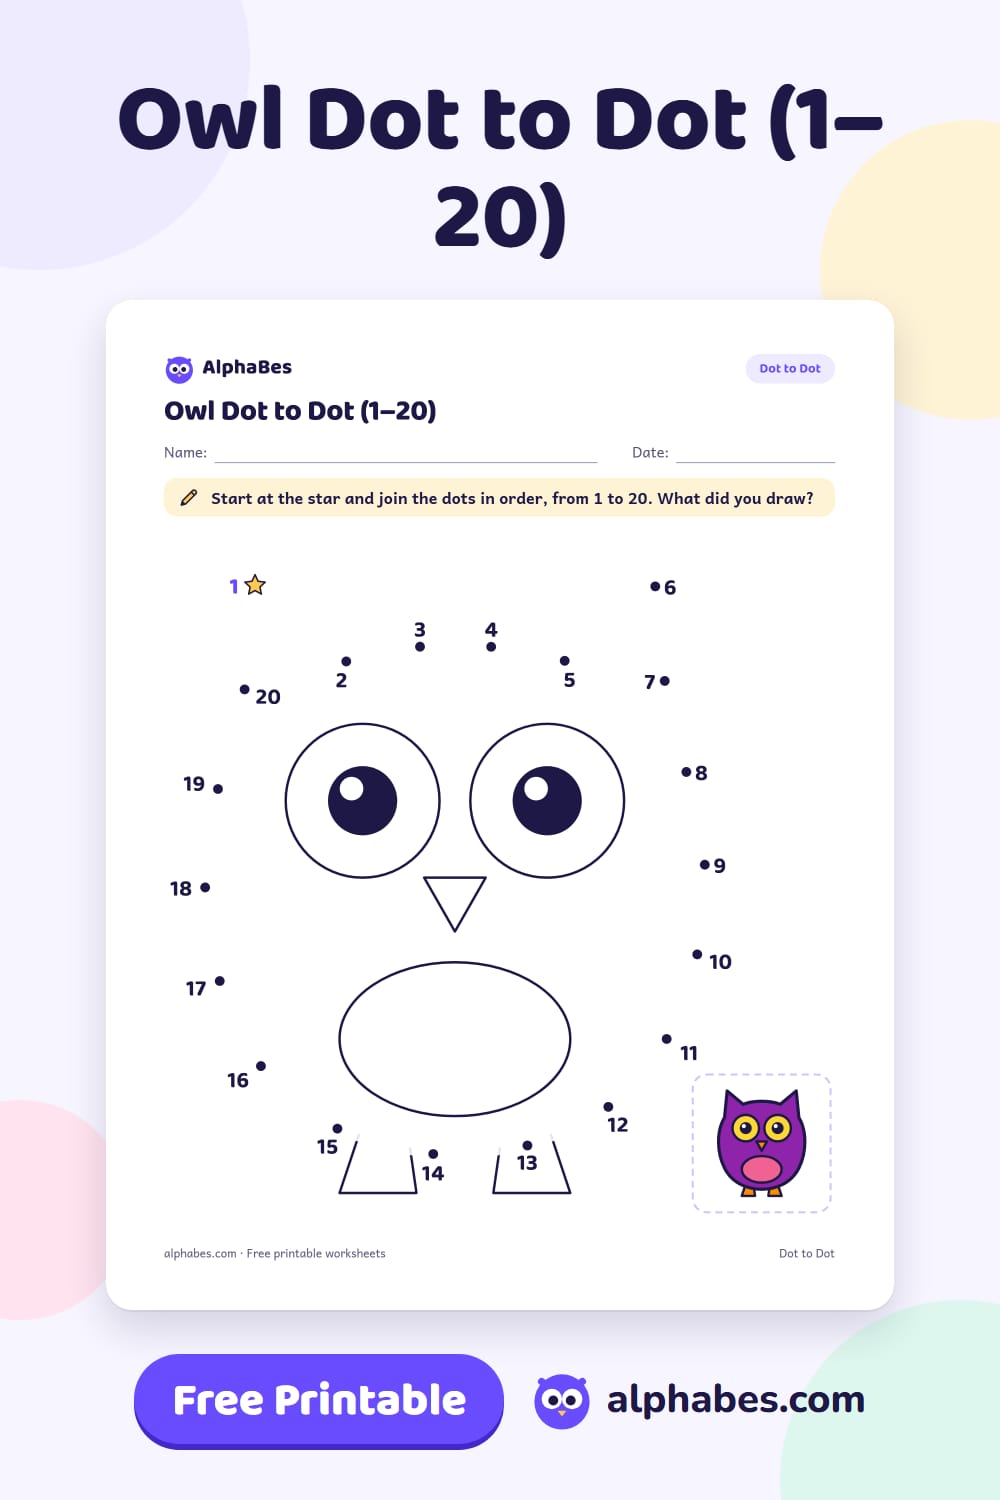 Owl Dot to Dot (1–
20)
AlphaBes
Dot to Dot
Owl Dot to Dot (1–20)
Name:
Date:
Start at the star and join the dots in order, from 1 to 20. What did you draw?
1
6
3
4
2
5
7
20
19
8
18
9
17
10
16
11
15
14
13
12
alphabes.com · Free printable worksheets
Dot to Dot
Free Printable
alphabes.com